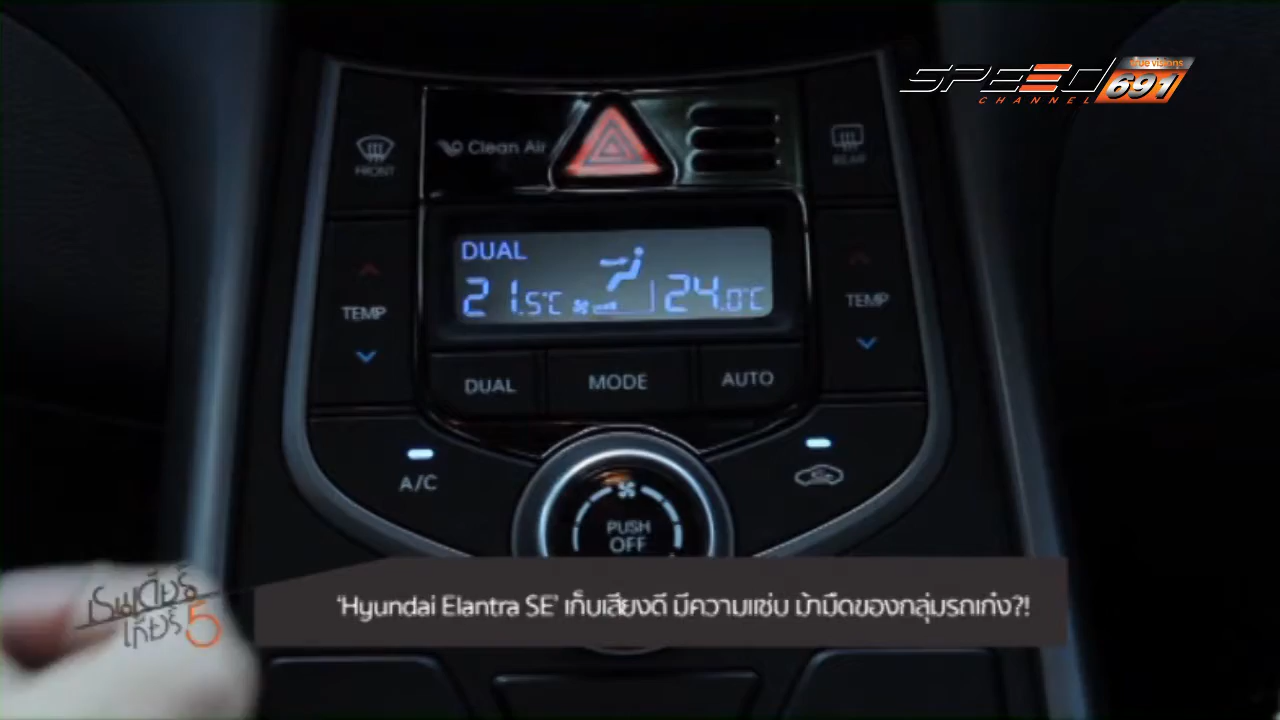 true visions
SPEED 691
CHANNEL
Clean Air
FRONT
REAR
DUAL
21.5°C 24.0°C
TEMP
TEMP
DUAL MODE AUTO
A/C
PUSH
OFF
'Hyundai Elantra SE' เก็บเสียงดี มีความแซ่บ ม้ามืดของกลุ่มรถเก๋ง?!
เกียร์ 5